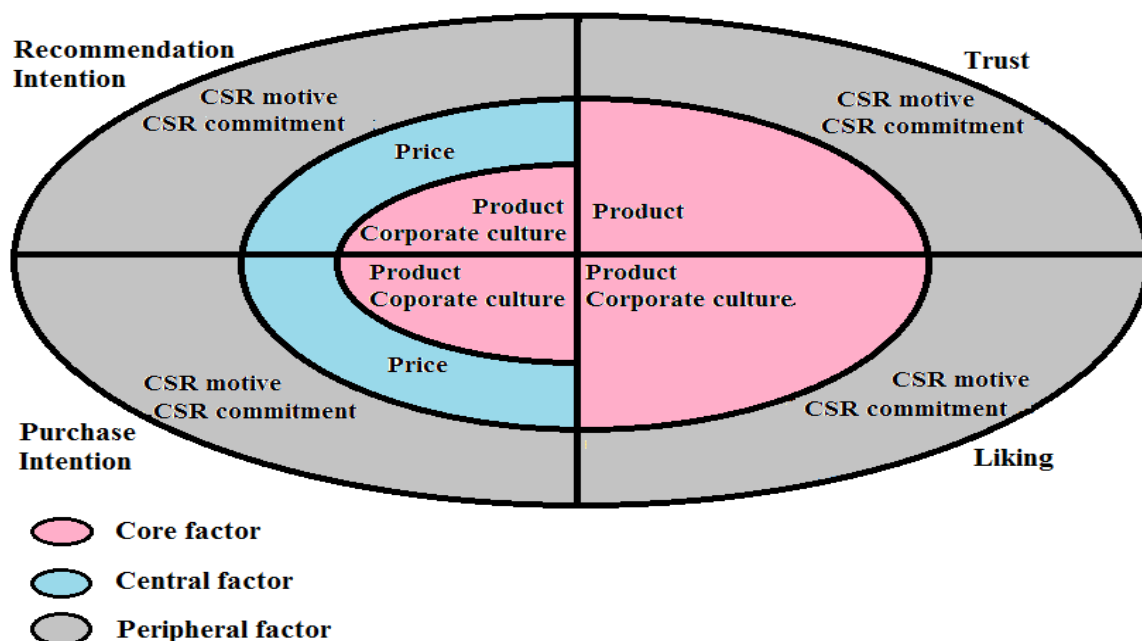 Recommendation
Intention
CSR motive
CSR commitment
Price
Product
Corporate culture
Trust
CSR motive
CSR commitment
Product
Product
Coporate culture
Price
CSR motive
CSR commitment
Purchase
Intention
Product
Corporate culture
CSR motive
CSR commitment
Liking
Core factor
Central factor
Peripheral factor